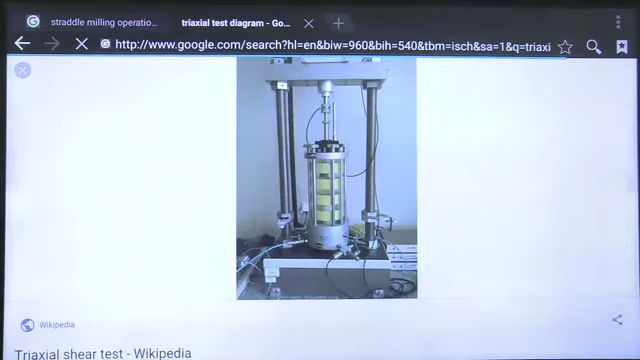 straddle milling operatio...
triaxial test diagram - Go...
http://www.google.com/search?hl=en&biw=960&bih=540&tbm=isch&sa=1&q=triaxi
Wikipedia
Triaxial shear test - Wikipedia